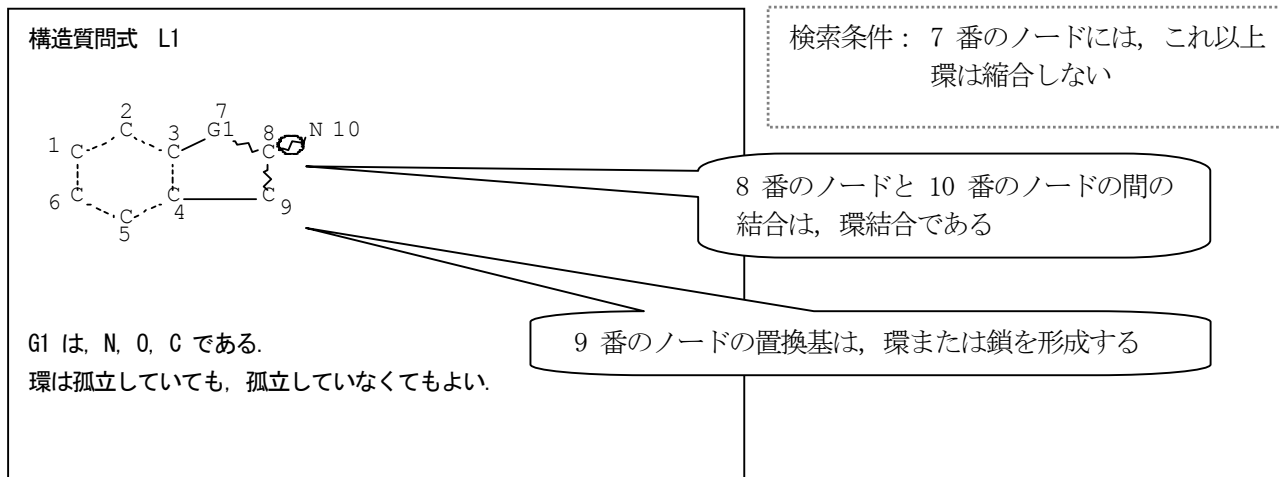 構造質問式 L1
検索条件： 7 番のノードには，これ以上
環は縮合しない
2 7
1 C C 3 C G1 8 C N 10
6 C C 5 C 4 C 9
8 番のノードと 10 番のノードの間の
結合は，環結合である
9 番のノードの置換基は，環または鎖を形成する
G1 は，N，O，C である．
環は孤立していても，孤立していなくてもよい．